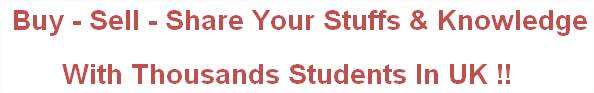 Buy - Sell - Share Your Stuffs & Knowledge
With Thousands Students In UK !!